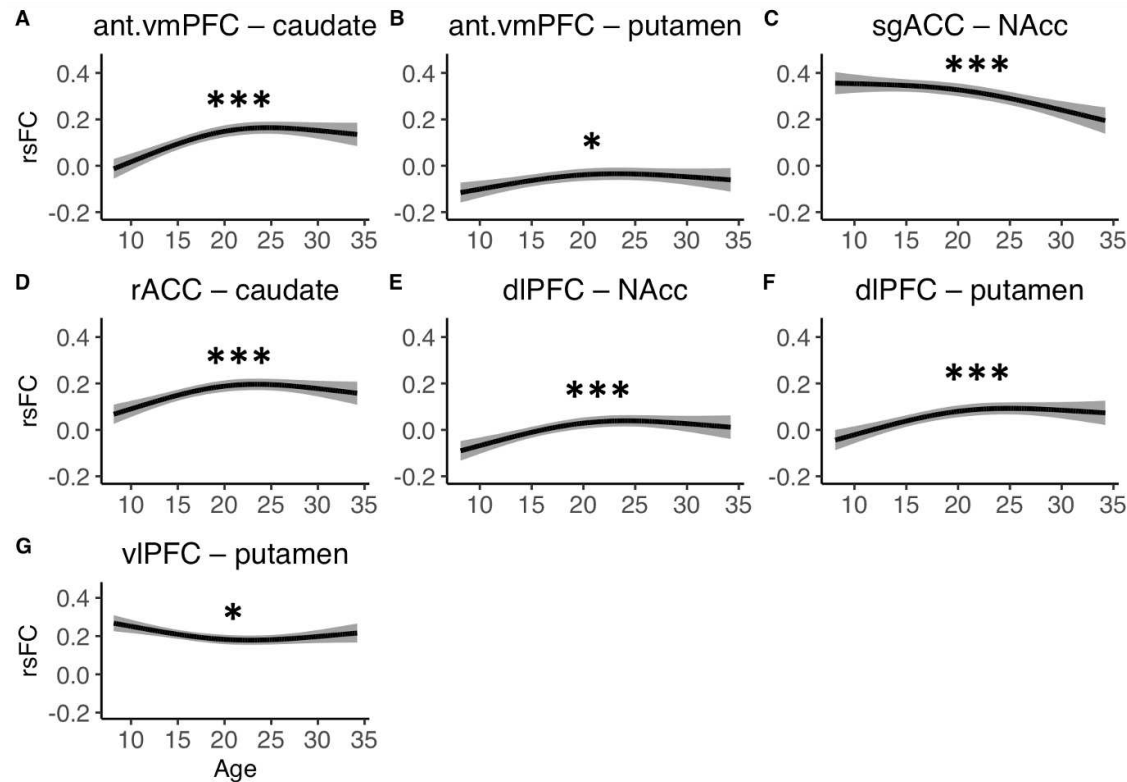 A ant.vmPFC – caudate
B ant.vmPFC – putamen
C sgACC – NAcc
rsFC
0.4
0.2
0.0
-0.2
***
10 15 20 25 30 35
0.4
0.2
0.0
-0.2
*
10 15 20 25 30 35
0.4
0.2
0.0
-0.2
***
10 15 20 25 30 35
D rACC – caudate
E dlPFC – NAcc
F dlPFC – putamen
rsFC
0.4
0.2
0.0
-0.2
***
10 15 20 25 30 35
0.4
0.2
0.0
-0.2
***
10 15 20 25 30 35
0.4
0.2
0.0
-0.2
***
10 15 20 25 30 35
G vlPFC – putamen
rsFC
0.4
0.2
0.0
-0.2
*
10 15 20 25 30 35
Age